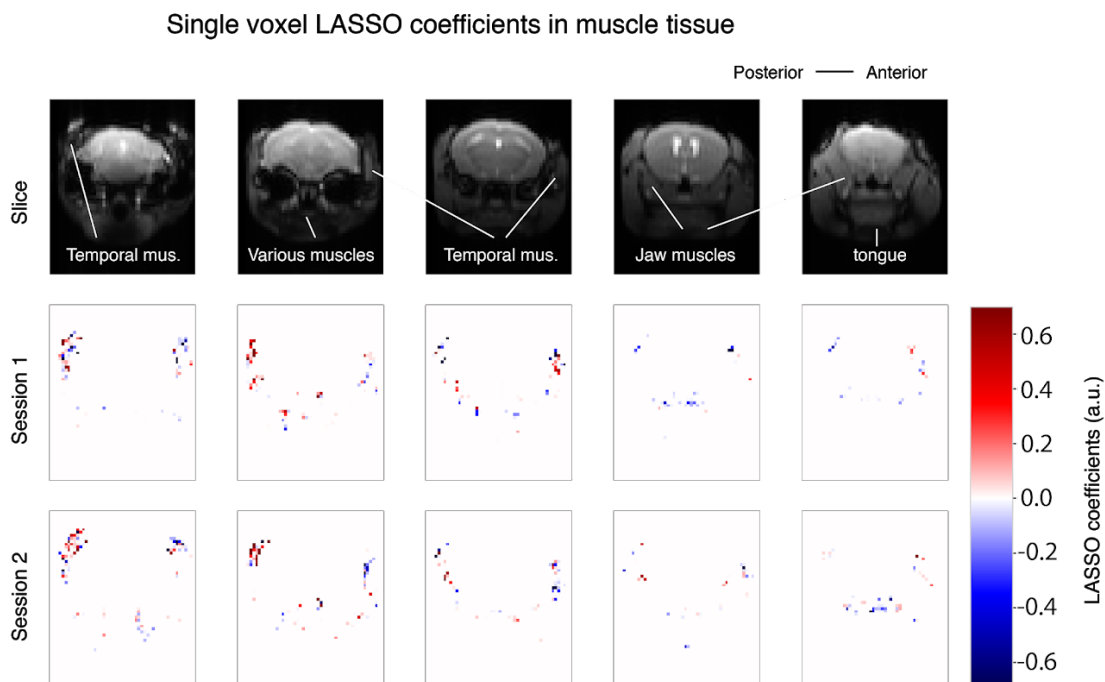 Single voxel LASSO coefficients in muscle tissue
Posterior — Anterior
Slice
Temporal mus.
Various muscles
Temporal mus.
Jaw muscles
tongue
Session 1
Session 2
0.6
0.4
0.2
0.0
−0.2
−0.4
−0.6
LASSO coefficients (a.u.)